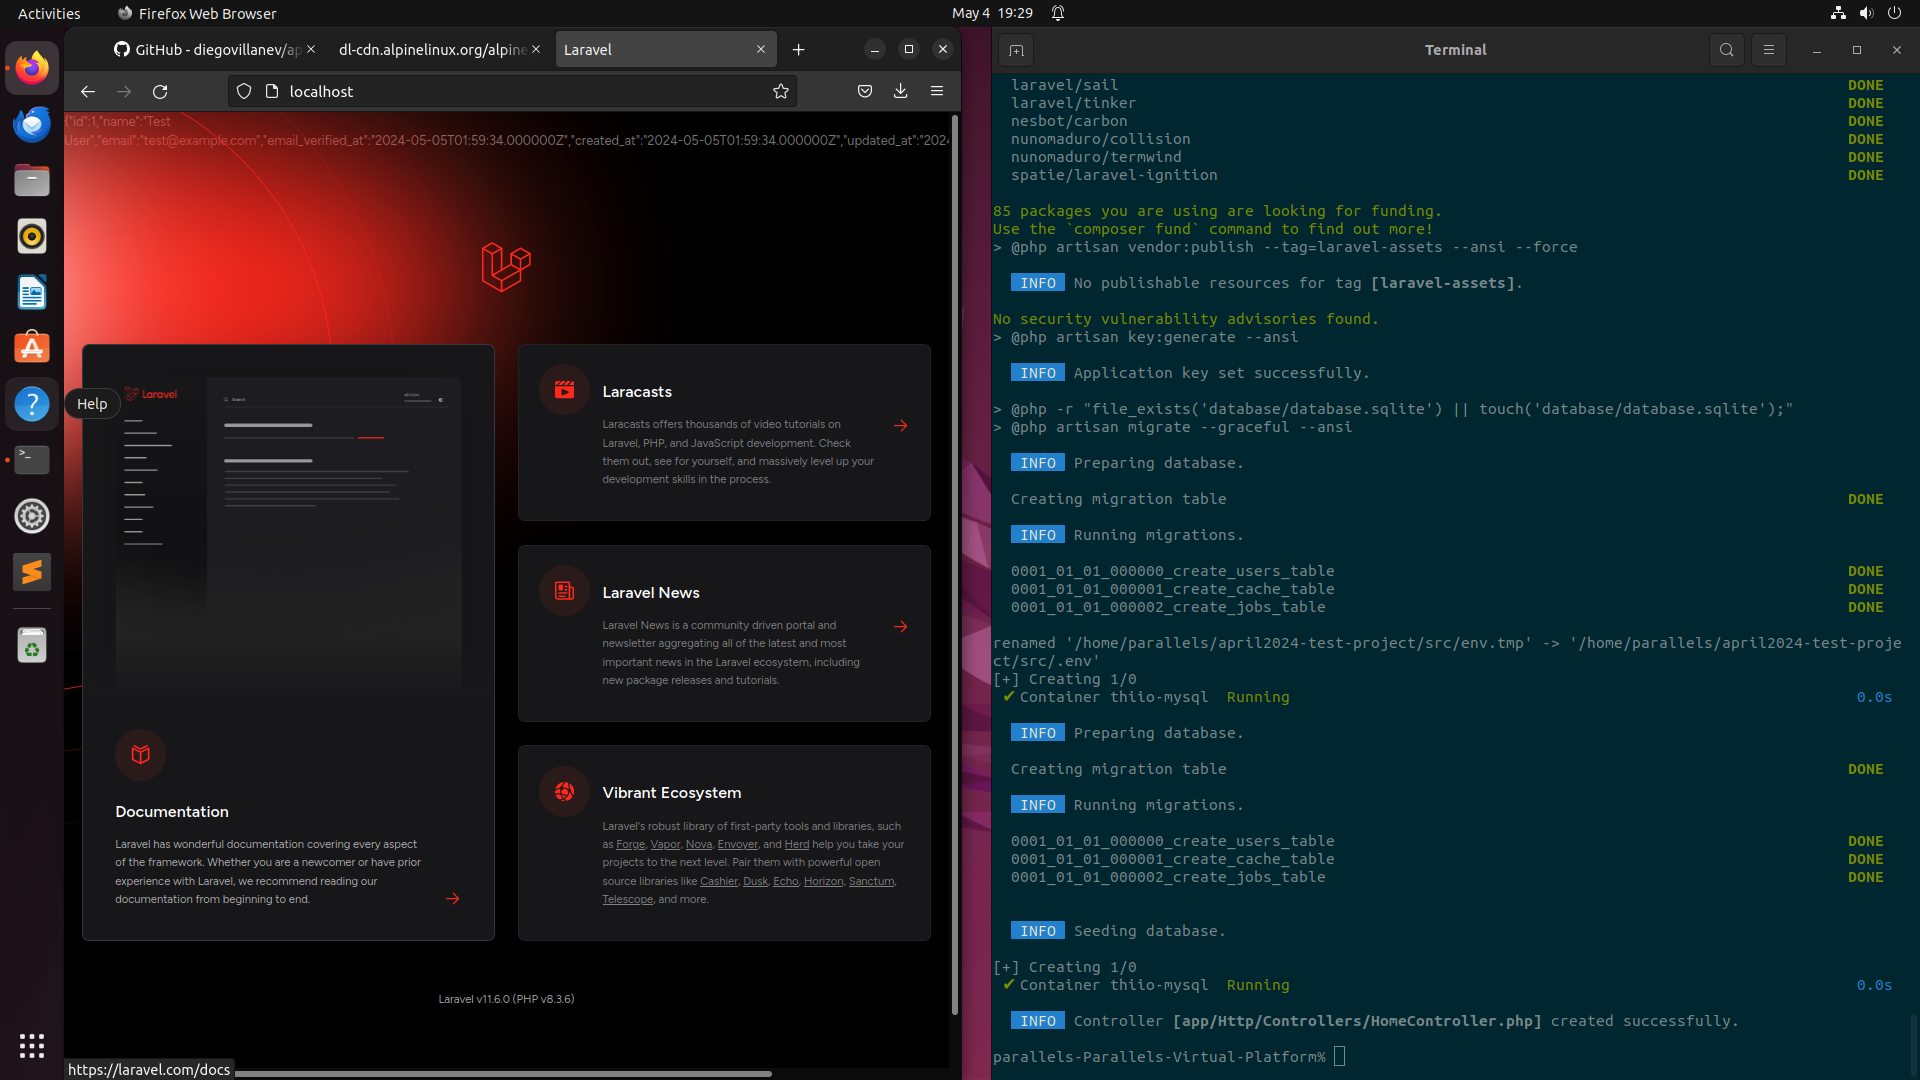 Activities
Firefox Web Browser
May 4 19:29
GitHub - diegovillanev/ap
dl-cdn.alpinelinux.org/alpine
Laravel
localhost
{"id":1,"name":"Test
User","email":"test@example.com","email_verified_at":"2024-05-05T01:59:34.000000Z","created_at":"2024-05-05T01:59:34.000000Z","updated_at":"2024
Help
Laravel
Search
Documentation
Laravel has wonderful documentation covering every aspect
of the framework. Whether you are a newcomer or have prior
experience with Laravel, we recommend reading our
documentation from beginning to end.
Laracasts
Laracasts offers thousands of video tutorials on
Laravel, PHP, and JavaScript development. Check
them out, see for yourself, and massively level up your
development skills in the process.
Laravel News
Laravel News is a community driven portal and
newsletter aggregating all of the latest and most
important news in the Laravel ecosystem, including
new package releases and tutorials.
Vibrant Ecosystem
Laravel's robust library of first-party tools and libraries, such
as Forge, Vapor, Nova, Envoyer, and Herd help you take your
projects to the next level. Pair them with powerful open
source libraries like Cashier, Dusk, Echo, Horizon, Sanctum,
Telescope, and more.
Laravel v11.6.0 (PHP v8.3.6)
https://laravel.com/docs
Terminal
laravel/sail DONE
laravel/tinker DONE
nesbot/carbon DONE
nunomaduro/collision DONE
nunomaduro/termwind DONE
spatie/laravel-ignition DONE
85 packages you are using are looking for funding.
Use the `composer fund` command to find out more!
> @php artisan vendor:publish --tag=laravel-assets --ansi --force
INFO No publishable resources for tag [laravel-assets].
No security vulnerability advisories found.
> @php artisan key:generate --ansi
INFO Application key set successfully.
> @php -r "file_exists('database/database.sqlite') || touch('database/database.sqlite');"
> @php artisan migrate --graceful --ansi
INFO Preparing database.
Creating migration table DONE
INFO Running migrations.
0001_01_01_000000_create_users_table DONE
0001_01_01_000001_create_cache_table DONE
0001_01_01_000002_create_jobs_table DONE
renamed '/home/parallels/april2024-test-project/src/env.tmp' -> '/home/parallels/april2024-test-proje
ct/src/.env'
[+] Creating 1/0
✔ Container thiio-mysql Running 0.0s
INFO Preparing database.
Creating migration table DONE
INFO Running migrations.
0001_01_01_000000_create_users_table DONE
0001_01_01_000001_create_cache_table DONE
0001_01_01_000002_create_jobs_table DONE
INFO Seeding database.
[+] Creating 1/0
✔ Container thiio-mysql Running 0.0s
INFO Controller [app/Http/Controllers/HomeController.php] created successfully.
parallels-Parallels-Virtual-Platform%